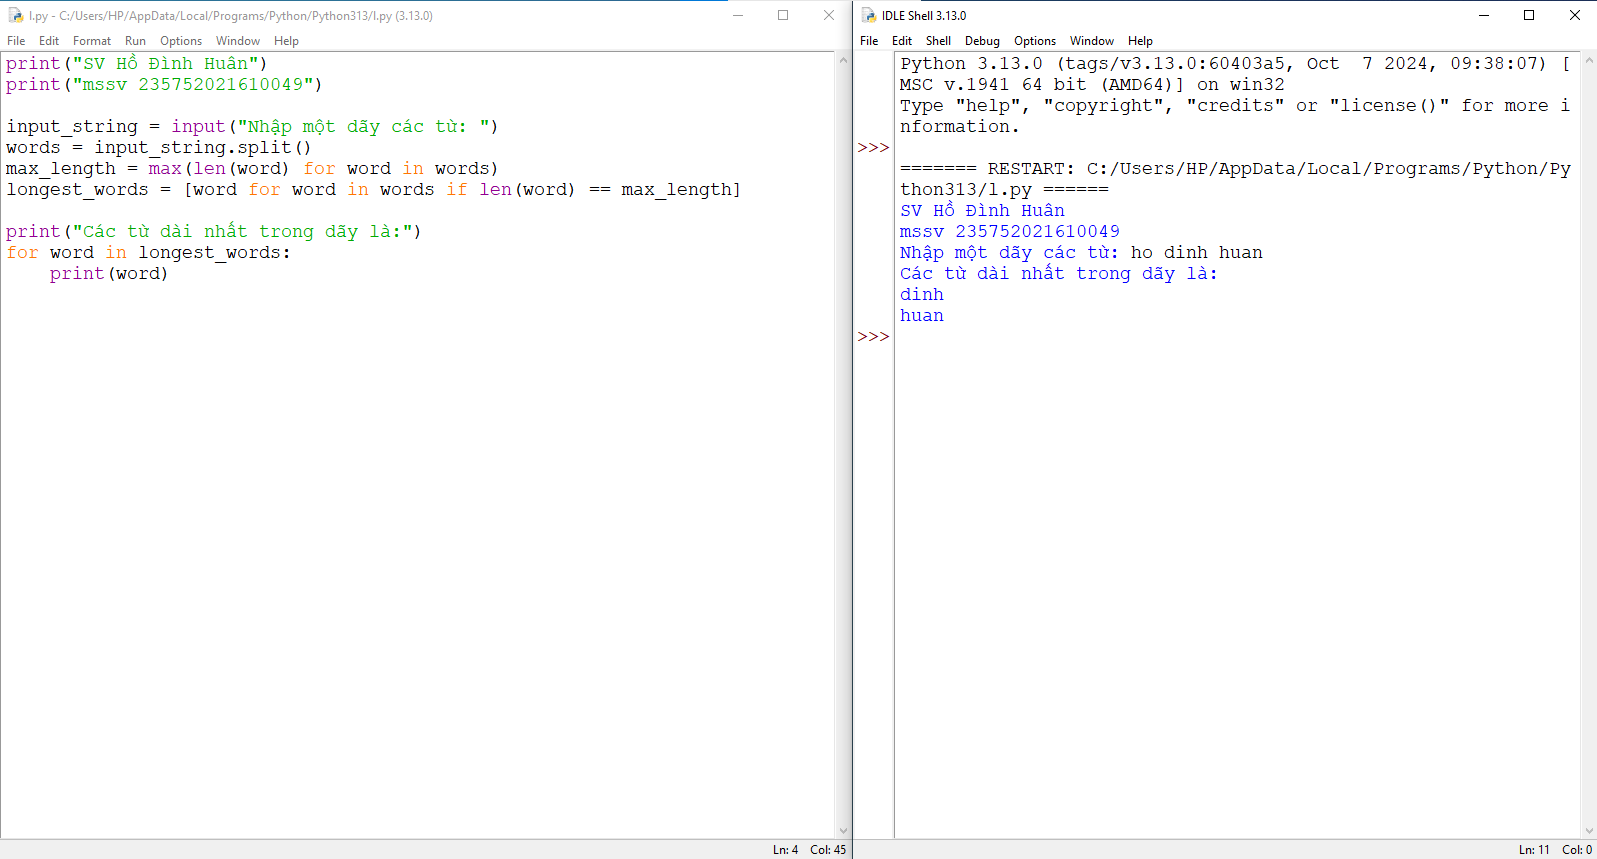 l.py - C:/Users/HP/AppData/Local/Programs/Python/Python313/l.py (3.13.0)
File Edit Format Run Options Window Help
print("SV Hồ Đình Huân")
print("mssv 235752021610049")
input_string = input("Nhập một dãy các từ: ")
words = input_string.split()
max_length = max(len(word) for word in words)
longest_words = [word for word in words if len(word) == max_length]
print("Các từ dài nhất trong dãy là:")
for word in longest_words:
    print(word)
Ln: 4 Col: 45
IDLE Shell 3.13.0
File Edit Shell Debug Options Window Help
Python 3.13.0 (tags/v3.13.0:60403a5, Oct  7 2024, 09:38:07) [
MSC v.1941 64 bit (AMD64)] on win32
Type "help", "copyright", "credits" or "license()" for more i
nformation.
>>>
======= RESTART: C:/Users/HP/AppData/Local/Programs/Python/Py
thon313/l.py ======
SV Hồ Đình Huân
mssv 235752021610049
Nhập một dãy các từ: ho dinh huan
Các từ dài nhất trong dãy là:
dinh
huan
>>>
Ln: 11 Col: 0